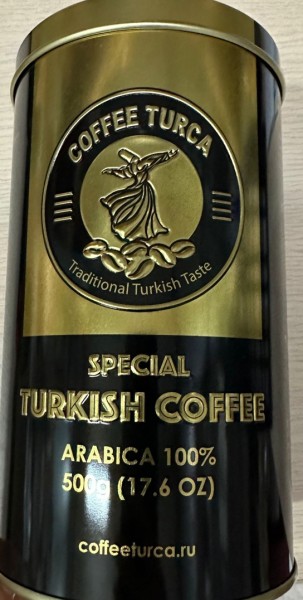 COFFEE TURCA
Traditional Turkish Taste
SPECIAL
TURKISH COFFEE
ARABICA 100%
500g (17.6 OZ)
coffeeturca.ru